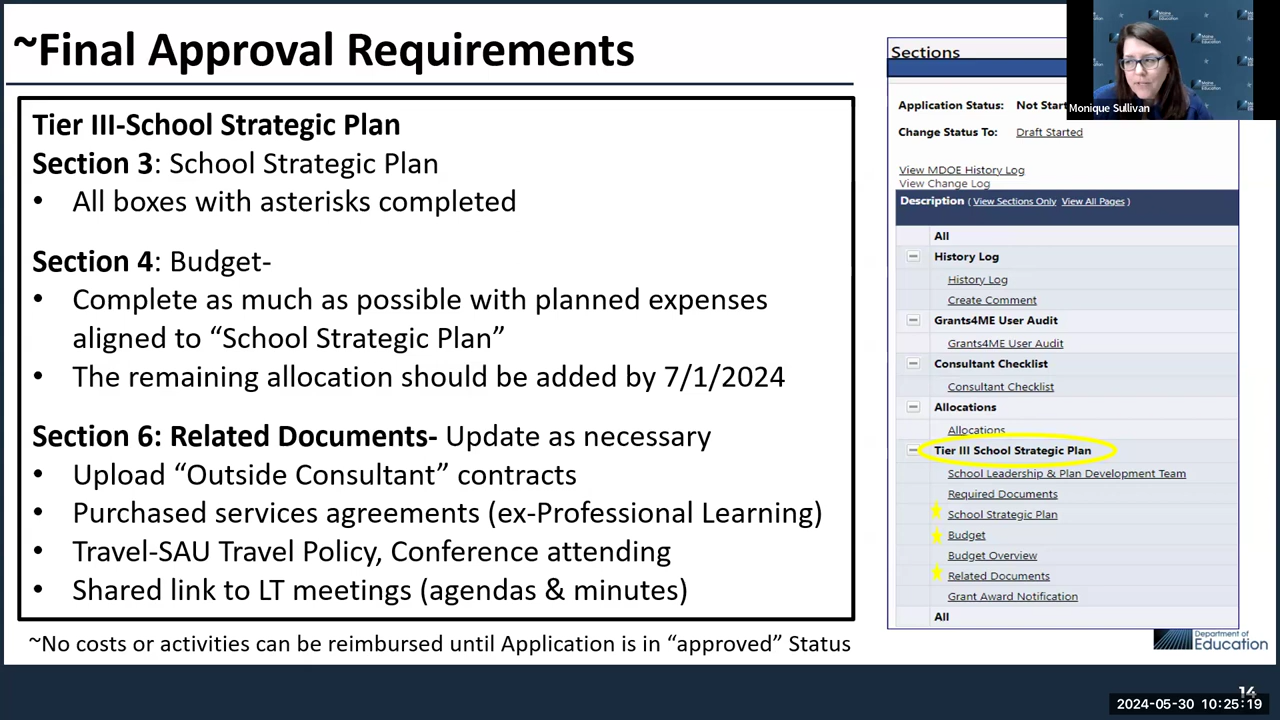 ~Final Approval Requirements
Tier III-School Strategic Plan
Section 3: School Strategic Plan
• All boxes with asterisks completed
Section 4: Budget-
• Complete as much as possible with planned expenses
aligned to “School Strategic Plan”
• The remaining allocation should be added by 7/1/2024
Section 6: Related Documents- Update as necessary
• Upload “Outside Consultant” contracts
• Purchased services agreements (ex-Professional Learning)
• Travel-SAU Travel Policy, Conference attending
• Shared link to LT meetings (agendas & minutes)
~No costs or activities can be reimbursed until Application is in “approved” Status
Sections
Application Status: Not Star
Change Status To: Draft Started
View MDOE History Log
View Change Log
Description ( View Sections Only View All Pages )
All
History Log
History Log
Create Comment
Grants4ME User Audit
Grants4ME User Audit
Consultant Checklist
Consultant Checklist
Allocations
Allocations
Tier III School Strategic Plan
School Leadership & Plan Development Team
Required Documents
School Strategic Plan
Budget
Budget Overview
Related Documents
Grant Award Notification
All
Monique Sullivan
Department of
Education
14
2024-05-30 10:25:19